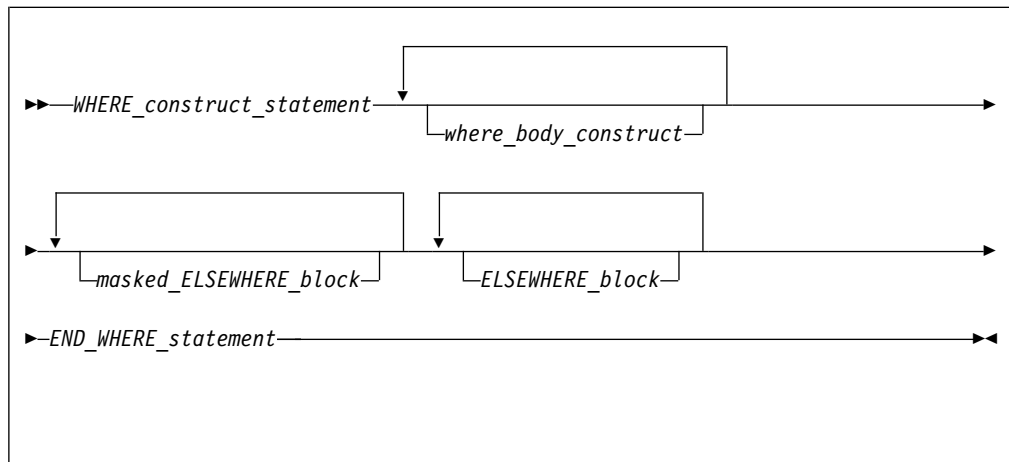 WHERE_construct_statement
where_body_construct
masked_ELSEWHERE_block ELSEWHERE_block
END_WHERE_statement